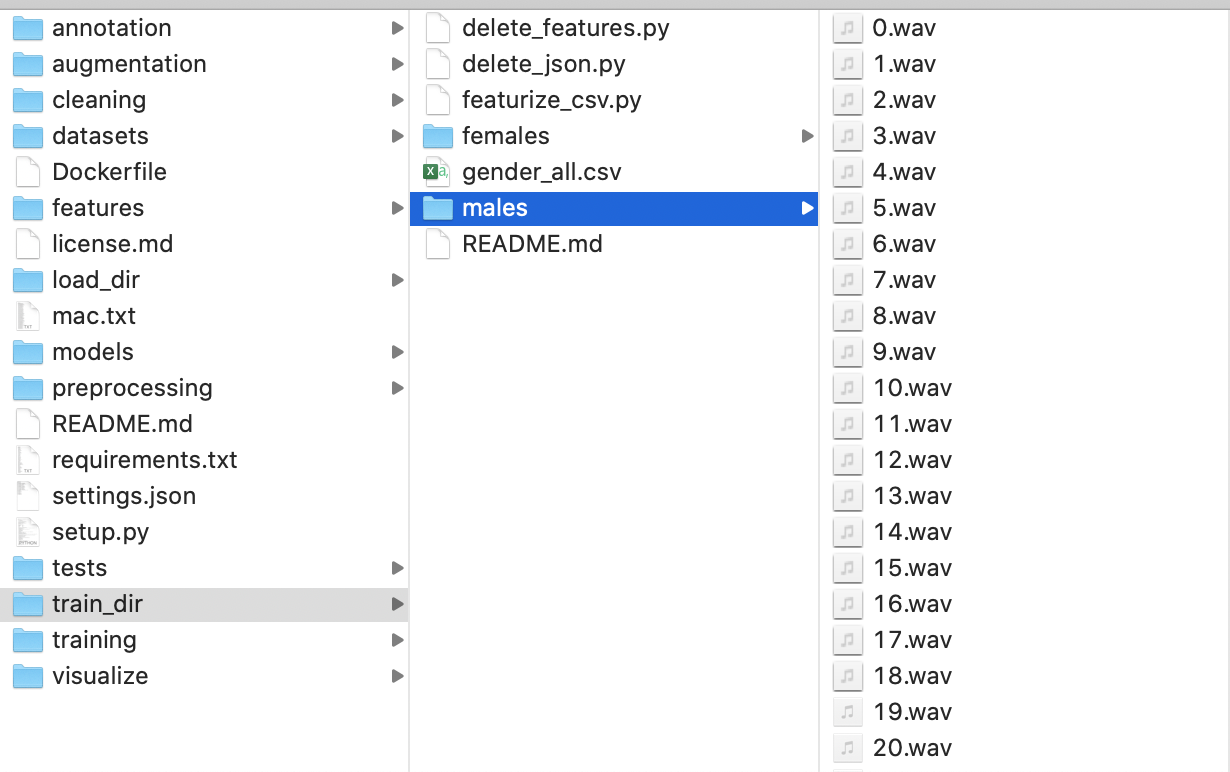 annotation
augmentation
cleaning
datasets
Dockerfile
features
license.md
load_dir
mac.txt
models
preprocessing
README.md
requirements.txt
settings.json
setup.py
tests
train_dir
training
visualize
delete_features.py
delete_json.py
featurize_csv.py
females
gender_all.csv
males
README.md
0.wav
1.wav
2.wav
3.wav
4.wav
5.wav
6.wav
7.wav
8.wav
9.wav
10.wav
11.wav
12.wav
13.wav
14.wav
15.wav
16.wav
17.wav
18.wav
19.wav
20.wav